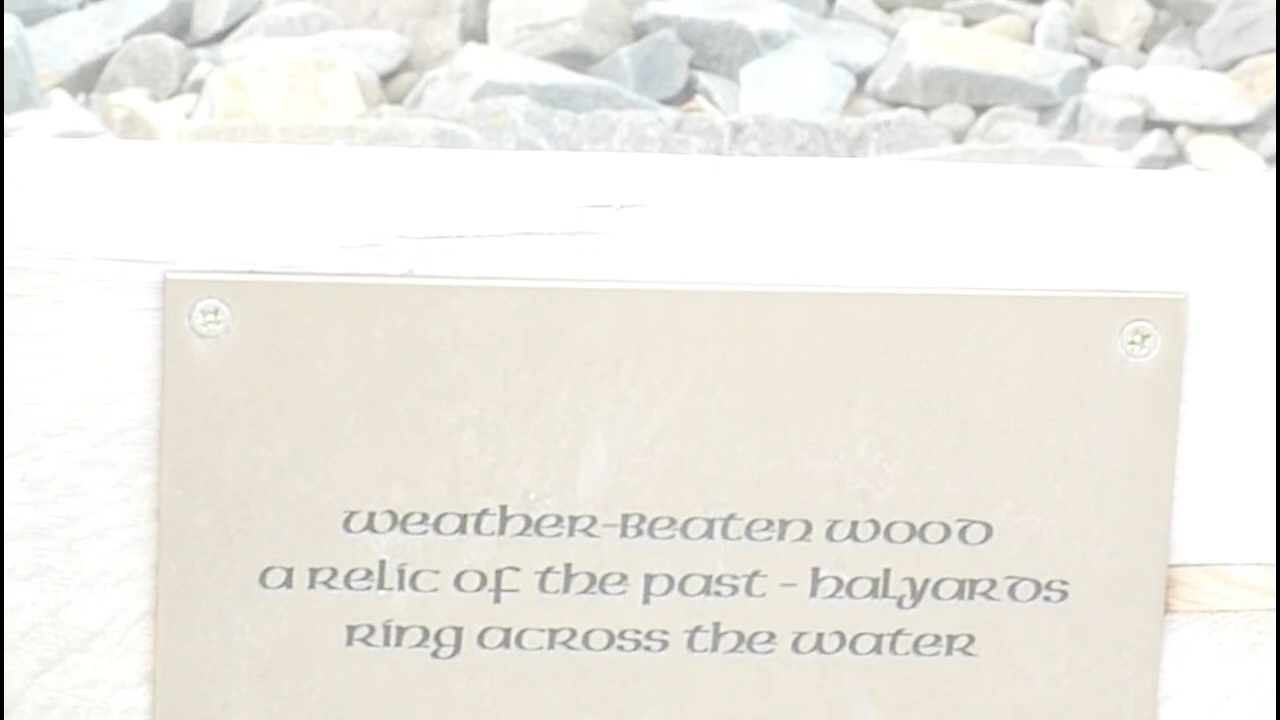 weather-beaten wood
a relic of the past - halyards
ring across the water